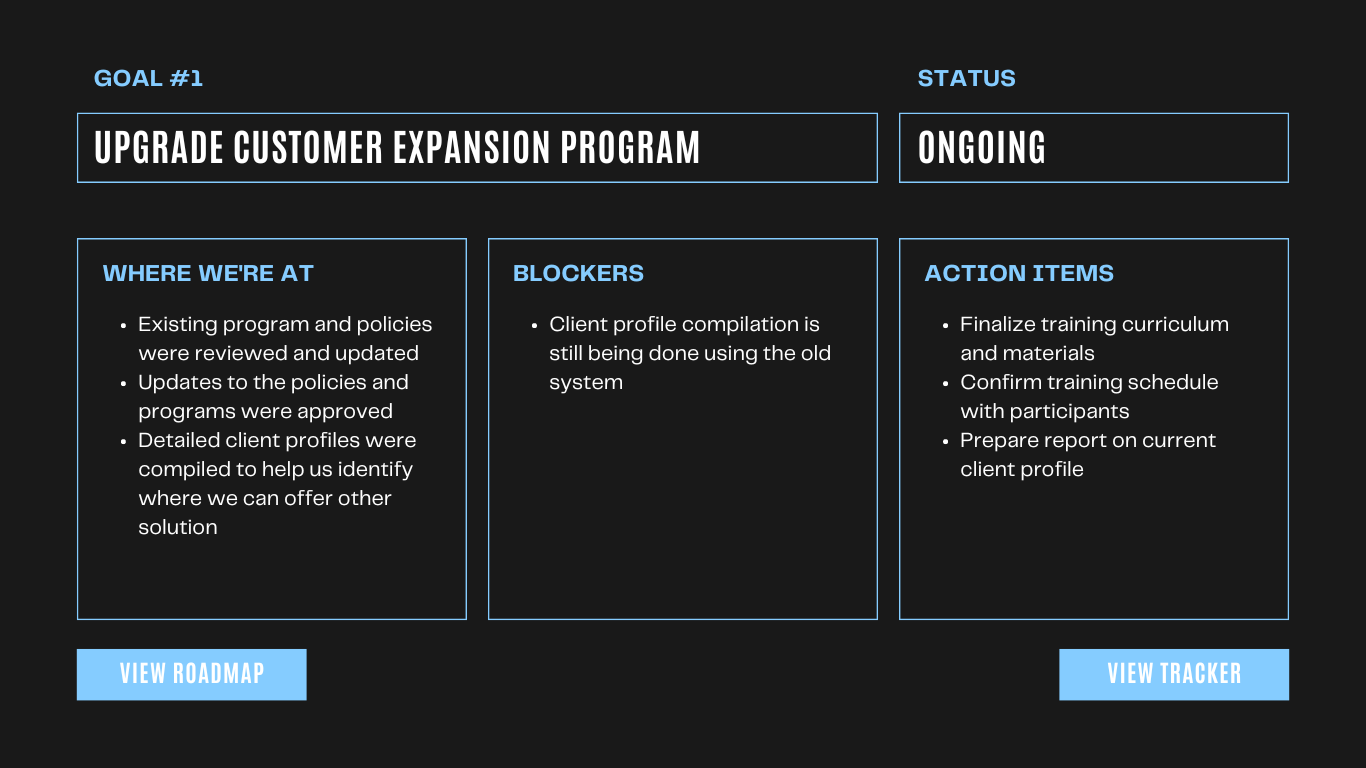 GOAL #1
STATUS
UPGRADE CUSTOMER EXPANSION PROGRAM
ONGOING
WHERE WE'RE AT
• Existing program and policies
were reviewed and updated
• Updates to the policies and
programs were approved
• Detailed client profiles were
compiled to help us identify
where we can offer other
solution
BLOCKERS
• Client profile compilation is
still being done using the old
system
ACTION ITEMS
• Finalize training curriculum
and materials
• Confirm training schedule
with participants
• Prepare report on current
client profile
VIEW ROADMAP
VIEW TRACKER